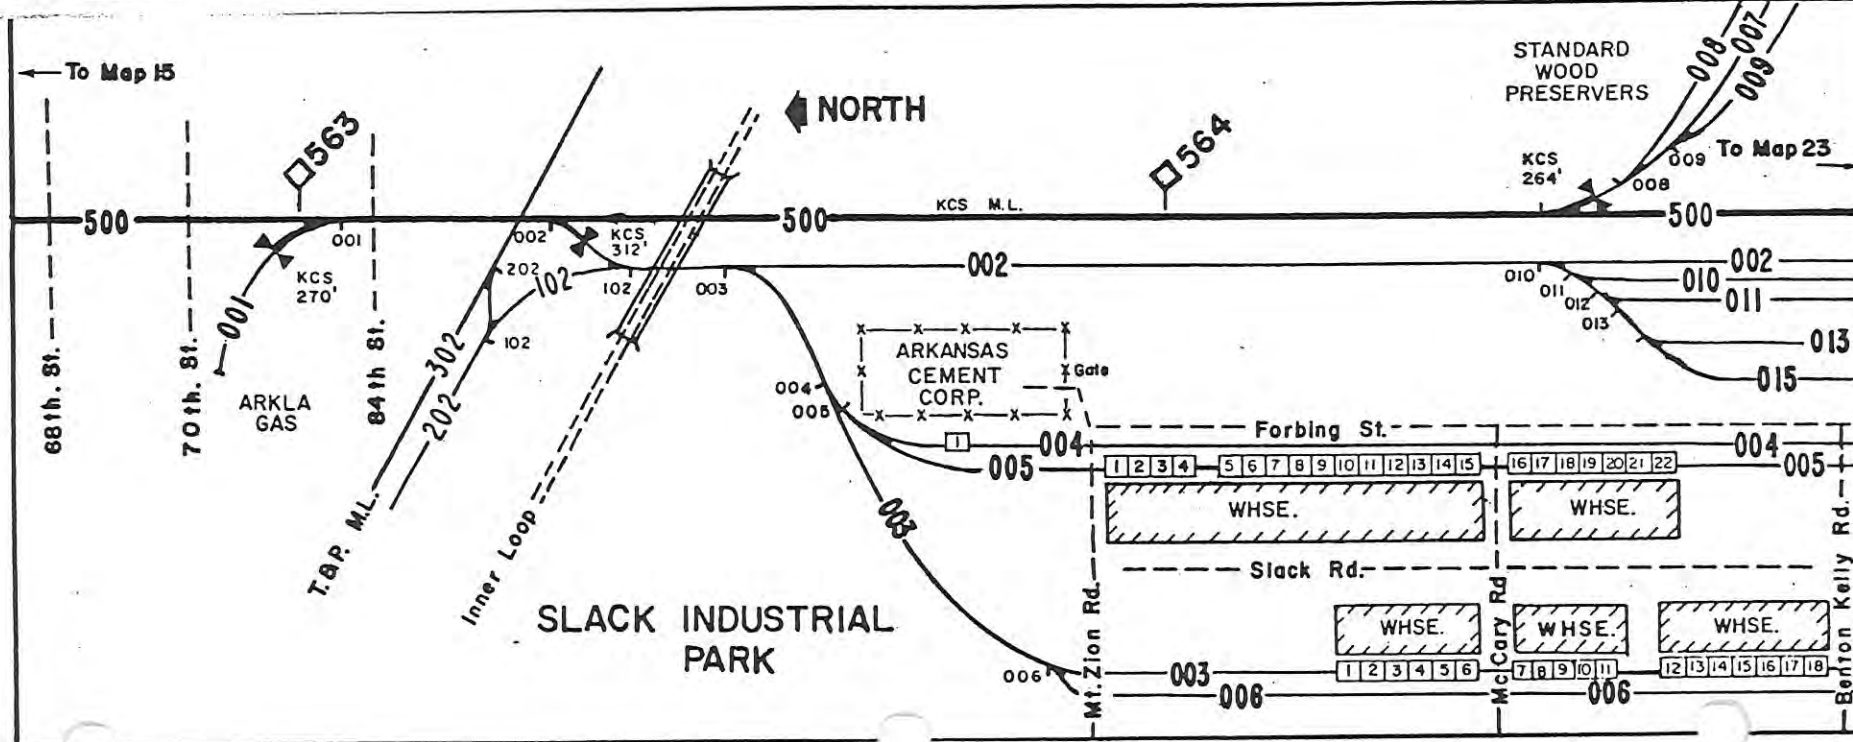 To Map 15
563
NORTH
564
STANDARD
WOOD
PRESERVERS
008
007
009
To Map 23
009
008
KCS
264'
500
001
002
KCS
312'
500
KCS M.L.
500
KCS
270'
001
202
102
102
003
002
010
011
012
013
002
010
011
013
015
102
68th. St.
70th. St.
84th St.
ARKLA
GAS
302
202
T.&P. M.L.
Inner Loop
ARKANSAS
CEMENT
CORP.
Gate
004
005
1
004
Forbing St.
004
005
1 2 3 4
5 6 7 8 9 10 11 12 13 14 15
16 17 18 19 20 21 22
005
WHSE.
WHSE.
003
Slack Rd.
SLACK INDUSTRIAL
PARK
Mt. Zion Rd.
McCary Rd
Benton Kelly Rd.
WHSE.
WHSE.
WHSE.
006
003
1 2 3 4 5 6
7 8 9 10 11
12 13 14 15 16 17 18
006
006